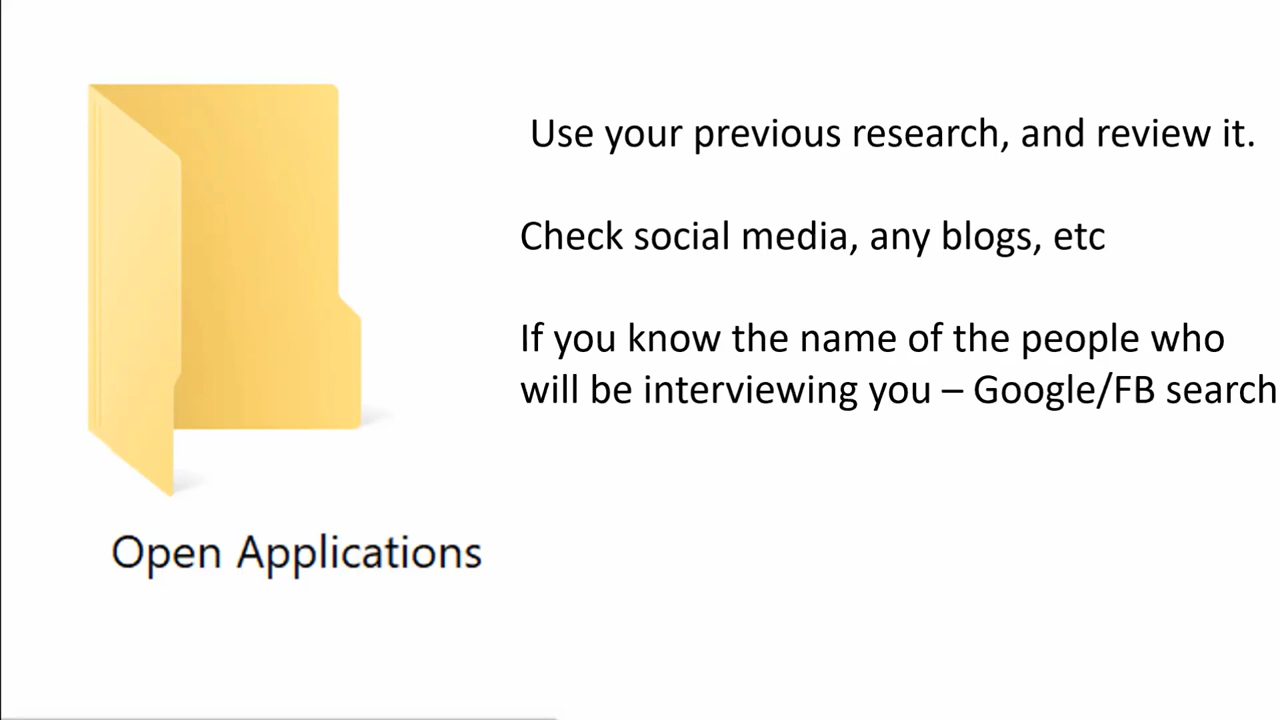 Use your previous research, and review it.
Check social media, any blogs, etc
If you know the name of the people who
will be interviewing you – Google/FB search
Open Applications